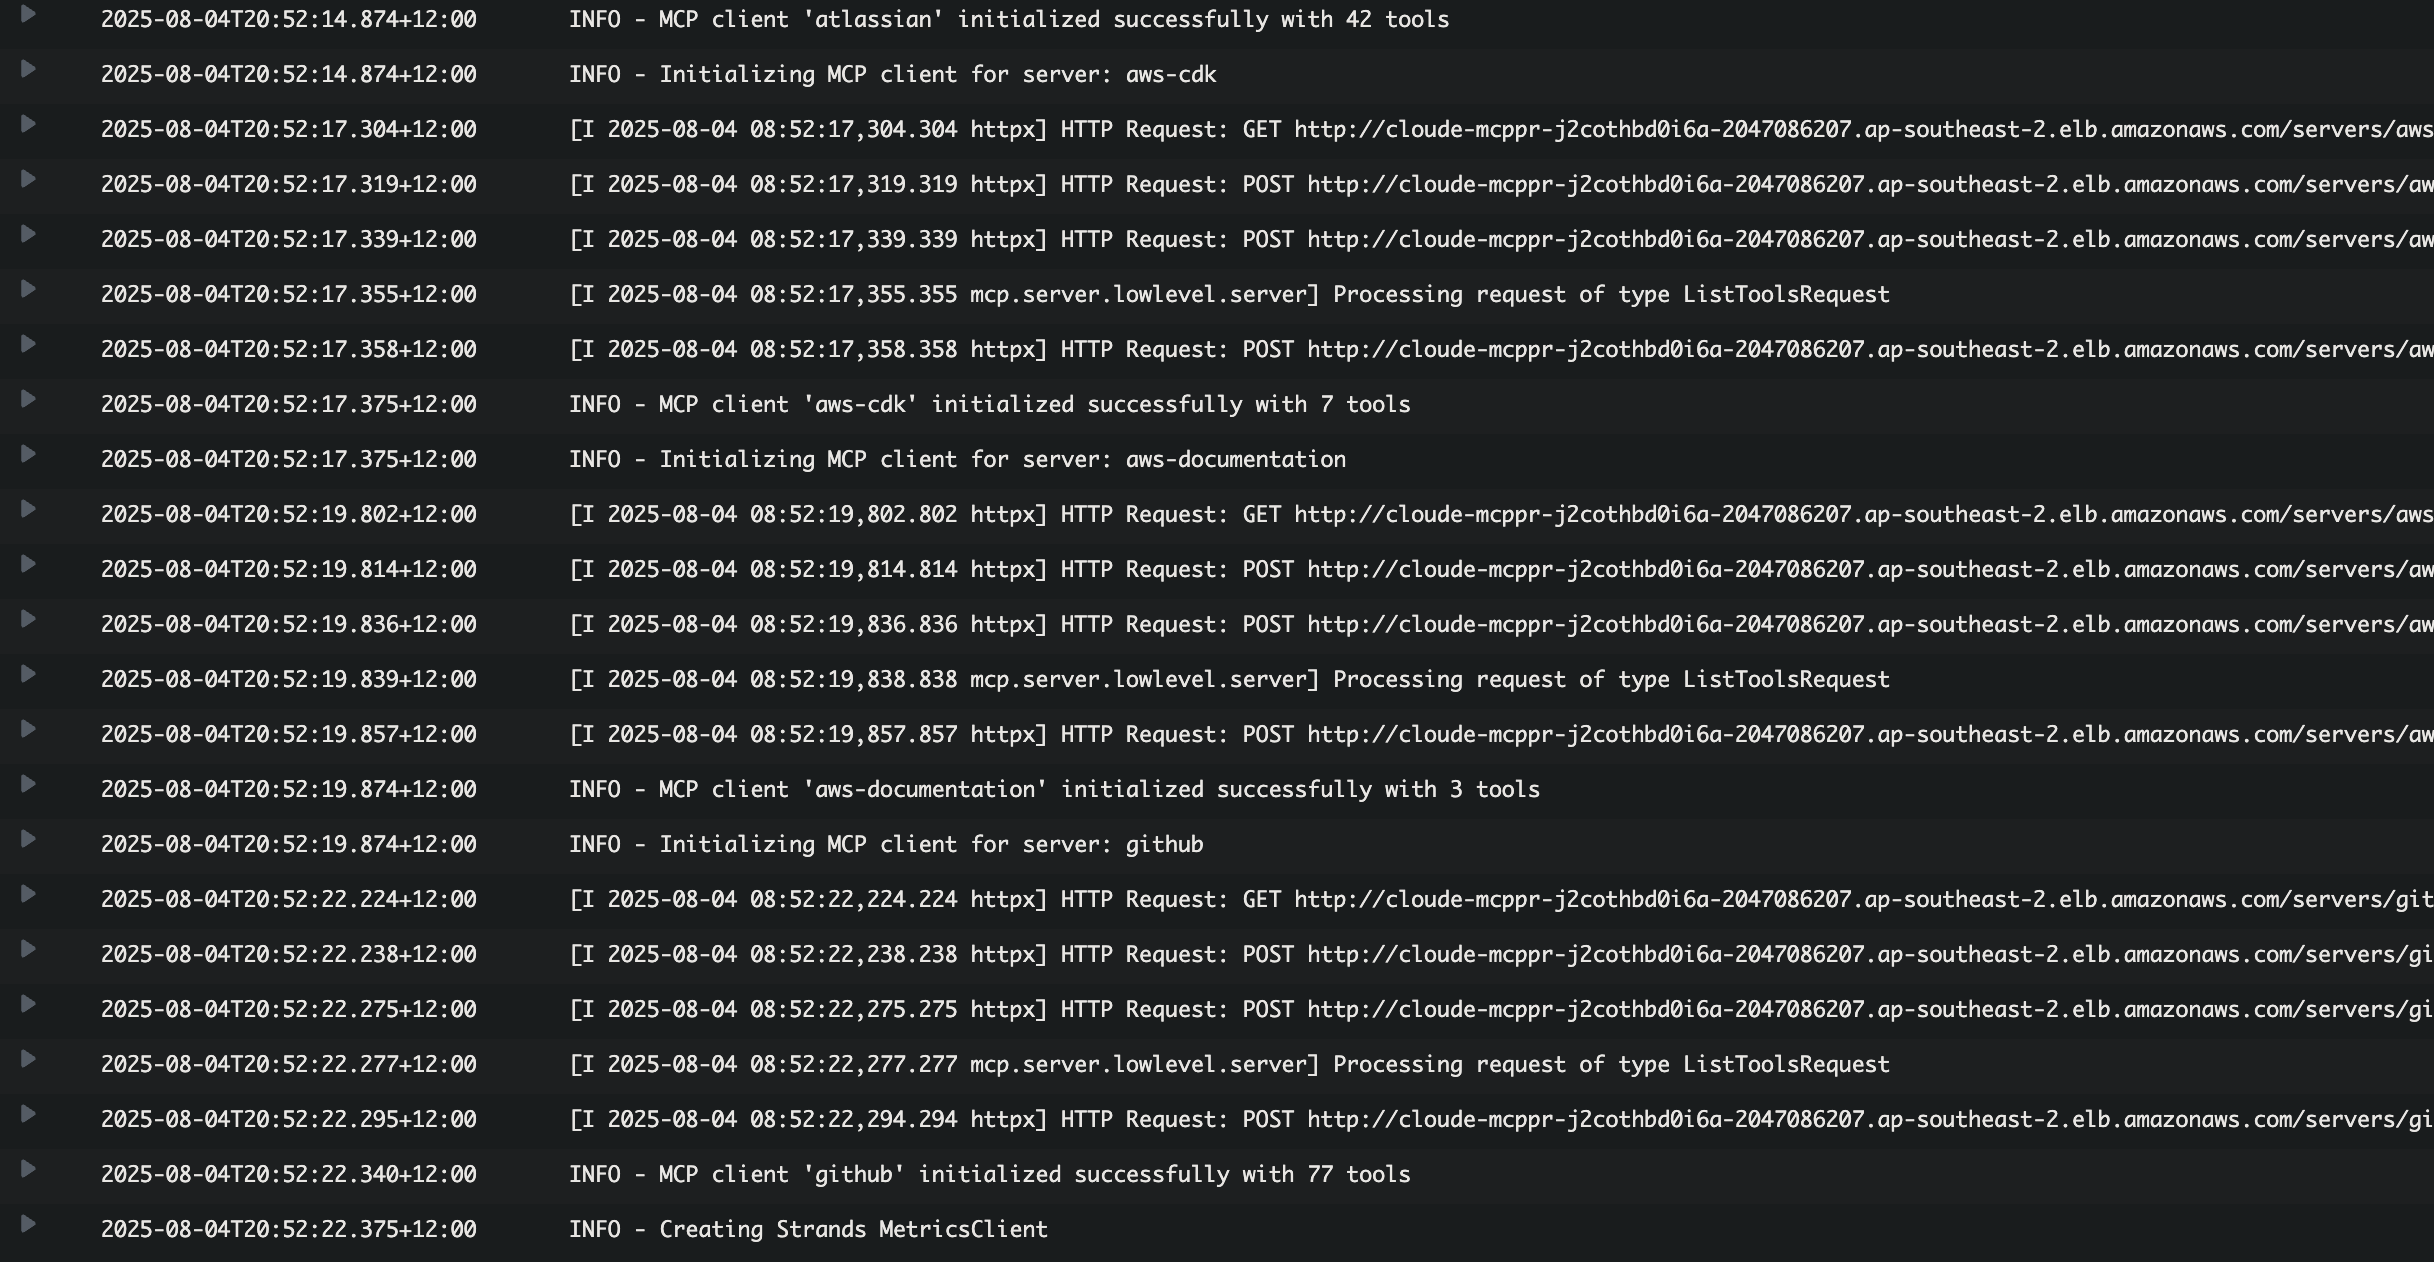 2025-08-04T20:52:14.874+12:00 INFO - MCP client 'atlassian' initialized successfully with 42 tools
2025-08-04T20:52:14.874+12:00 INFO - Initializing MCP client for server: aws-cdk
2025-08-04T20:52:17.304+12:00 [I 2025-08-04 08:52:17,304.304 httpx] HTTP Request: GET http://cloude-mcppr-j2cothbd0i6a-2047086207.ap-southeast-2.elb.amazonaws.com/servers/aws
2025-08-04T20:52:17.319+12:00 [I 2025-08-04 08:52:17,319.319 httpx] HTTP Request: POST http://cloude-mcppr-j2cothbd0i6a-2047086207.ap-southeast-2.elb.amazonaws.com/servers/aw
2025-08-04T20:52:17.339+12:00 [I 2025-08-04 08:52:17,339.339 httpx] HTTP Request: POST http://cloude-mcppr-j2cothbd0i6a-2047086207.ap-southeast-2.elb.amazonaws.com/servers/aw
2025-08-04T20:52:17.355+12:00 [I 2025-08-04 08:52:17,355.355 mcp.server.lowlevel.server] Processing request of type ListToolsRequest
2025-08-04T20:52:17.358+12:00 [I 2025-08-04 08:52:17,358.358 httpx] HTTP Request: POST http://cloude-mcppr-j2cothbd0i6a-2047086207.ap-southeast-2.elb.amazonaws.com/servers/aw
2025-08-04T20:52:17.375+12:00 INFO - MCP client 'aws-cdk' initialized successfully with 7 tools
2025-08-04T20:52:17.375+12:00 INFO - Initializing MCP client for server: aws-documentation
2025-08-04T20:52:19.802+12:00 [I 2025-08-04 08:52:19,802.802 httpx] HTTP Request: GET http://cloude-mcppr-j2cothbd0i6a-2047086207.ap-southeast-2.elb.amazonaws.com/servers/aws
2025-08-04T20:52:19.814+12:00 [I 2025-08-04 08:52:19,814.814 httpx] HTTP Request: POST http://cloude-mcppr-j2cothbd0i6a-2047086207.ap-southeast-2.elb.amazonaws.com/servers/aw
2025-08-04T20:52:19.836+12:00 [I 2025-08-04 08:52:19,836.836 httpx] HTTP Request: POST http://cloude-mcppr-j2cothbd0i6a-2047086207.ap-southeast-2.elb.amazonaws.com/servers/aw
2025-08-04T20:52:19.839+12:00 [I 2025-08-04 08:52:19,838.838 mcp.server.lowlevel.server] Processing request of type ListToolsRequest
2025-08-04T20:52:19.857+12:00 [I 2025-08-04 08:52:19,857.857 httpx] HTTP Request: POST http://cloude-mcppr-j2cothbd0i6a-2047086207.ap-southeast-2.elb.amazonaws.com/servers/aw
2025-08-04T20:52:19.874+12:00 INFO - MCP client 'aws-documentation' initialized successfully with 3 tools
2025-08-04T20:52:19.874+12:00 INFO - Initializing MCP client for server: github
2025-08-04T20:52:22.224+12:00 [I 2025-08-04 08:52:22,224.224 httpx] HTTP Request: GET http://cloude-mcppr-j2cothbd0i6a-2047086207.ap-southeast-2.elb.amazonaws.com/servers/git
2025-08-04T20:52:22.238+12:00 [I 2025-08-04 08:52:22,238.238 httpx] HTTP Request: POST http://cloude-mcppr-j2cothbd0i6a-2047086207.ap-southeast-2.elb.amazonaws.com/servers/gi
2025-08-04T20:52:22.275+12:00 [I 2025-08-04 08:52:22,275.275 httpx] HTTP Request: POST http://cloude-mcppr-j2cothbd0i6a-2047086207.ap-southeast-2.elb.amazonaws.com/servers/gi
2025-08-04T20:52:22.277+12:00 [I 2025-08-04 08:52:22,277.277 mcp.server.lowlevel.server] Processing request of type ListToolsRequest
2025-08-04T20:52:22.295+12:00 [I 2025-08-04 08:52:22,294.294 httpx] HTTP Request: POST http://cloude-mcppr-j2cothbd0i6a-2047086207.ap-southeast-2.elb.amazonaws.com/servers/gi
2025-08-04T20:52:22.340+12:00 INFO - MCP client 'github' initialized successfully with 77 tools
2025-08-04T20:52:22.375+12:00 INFO - Creating Strands MetricsClient